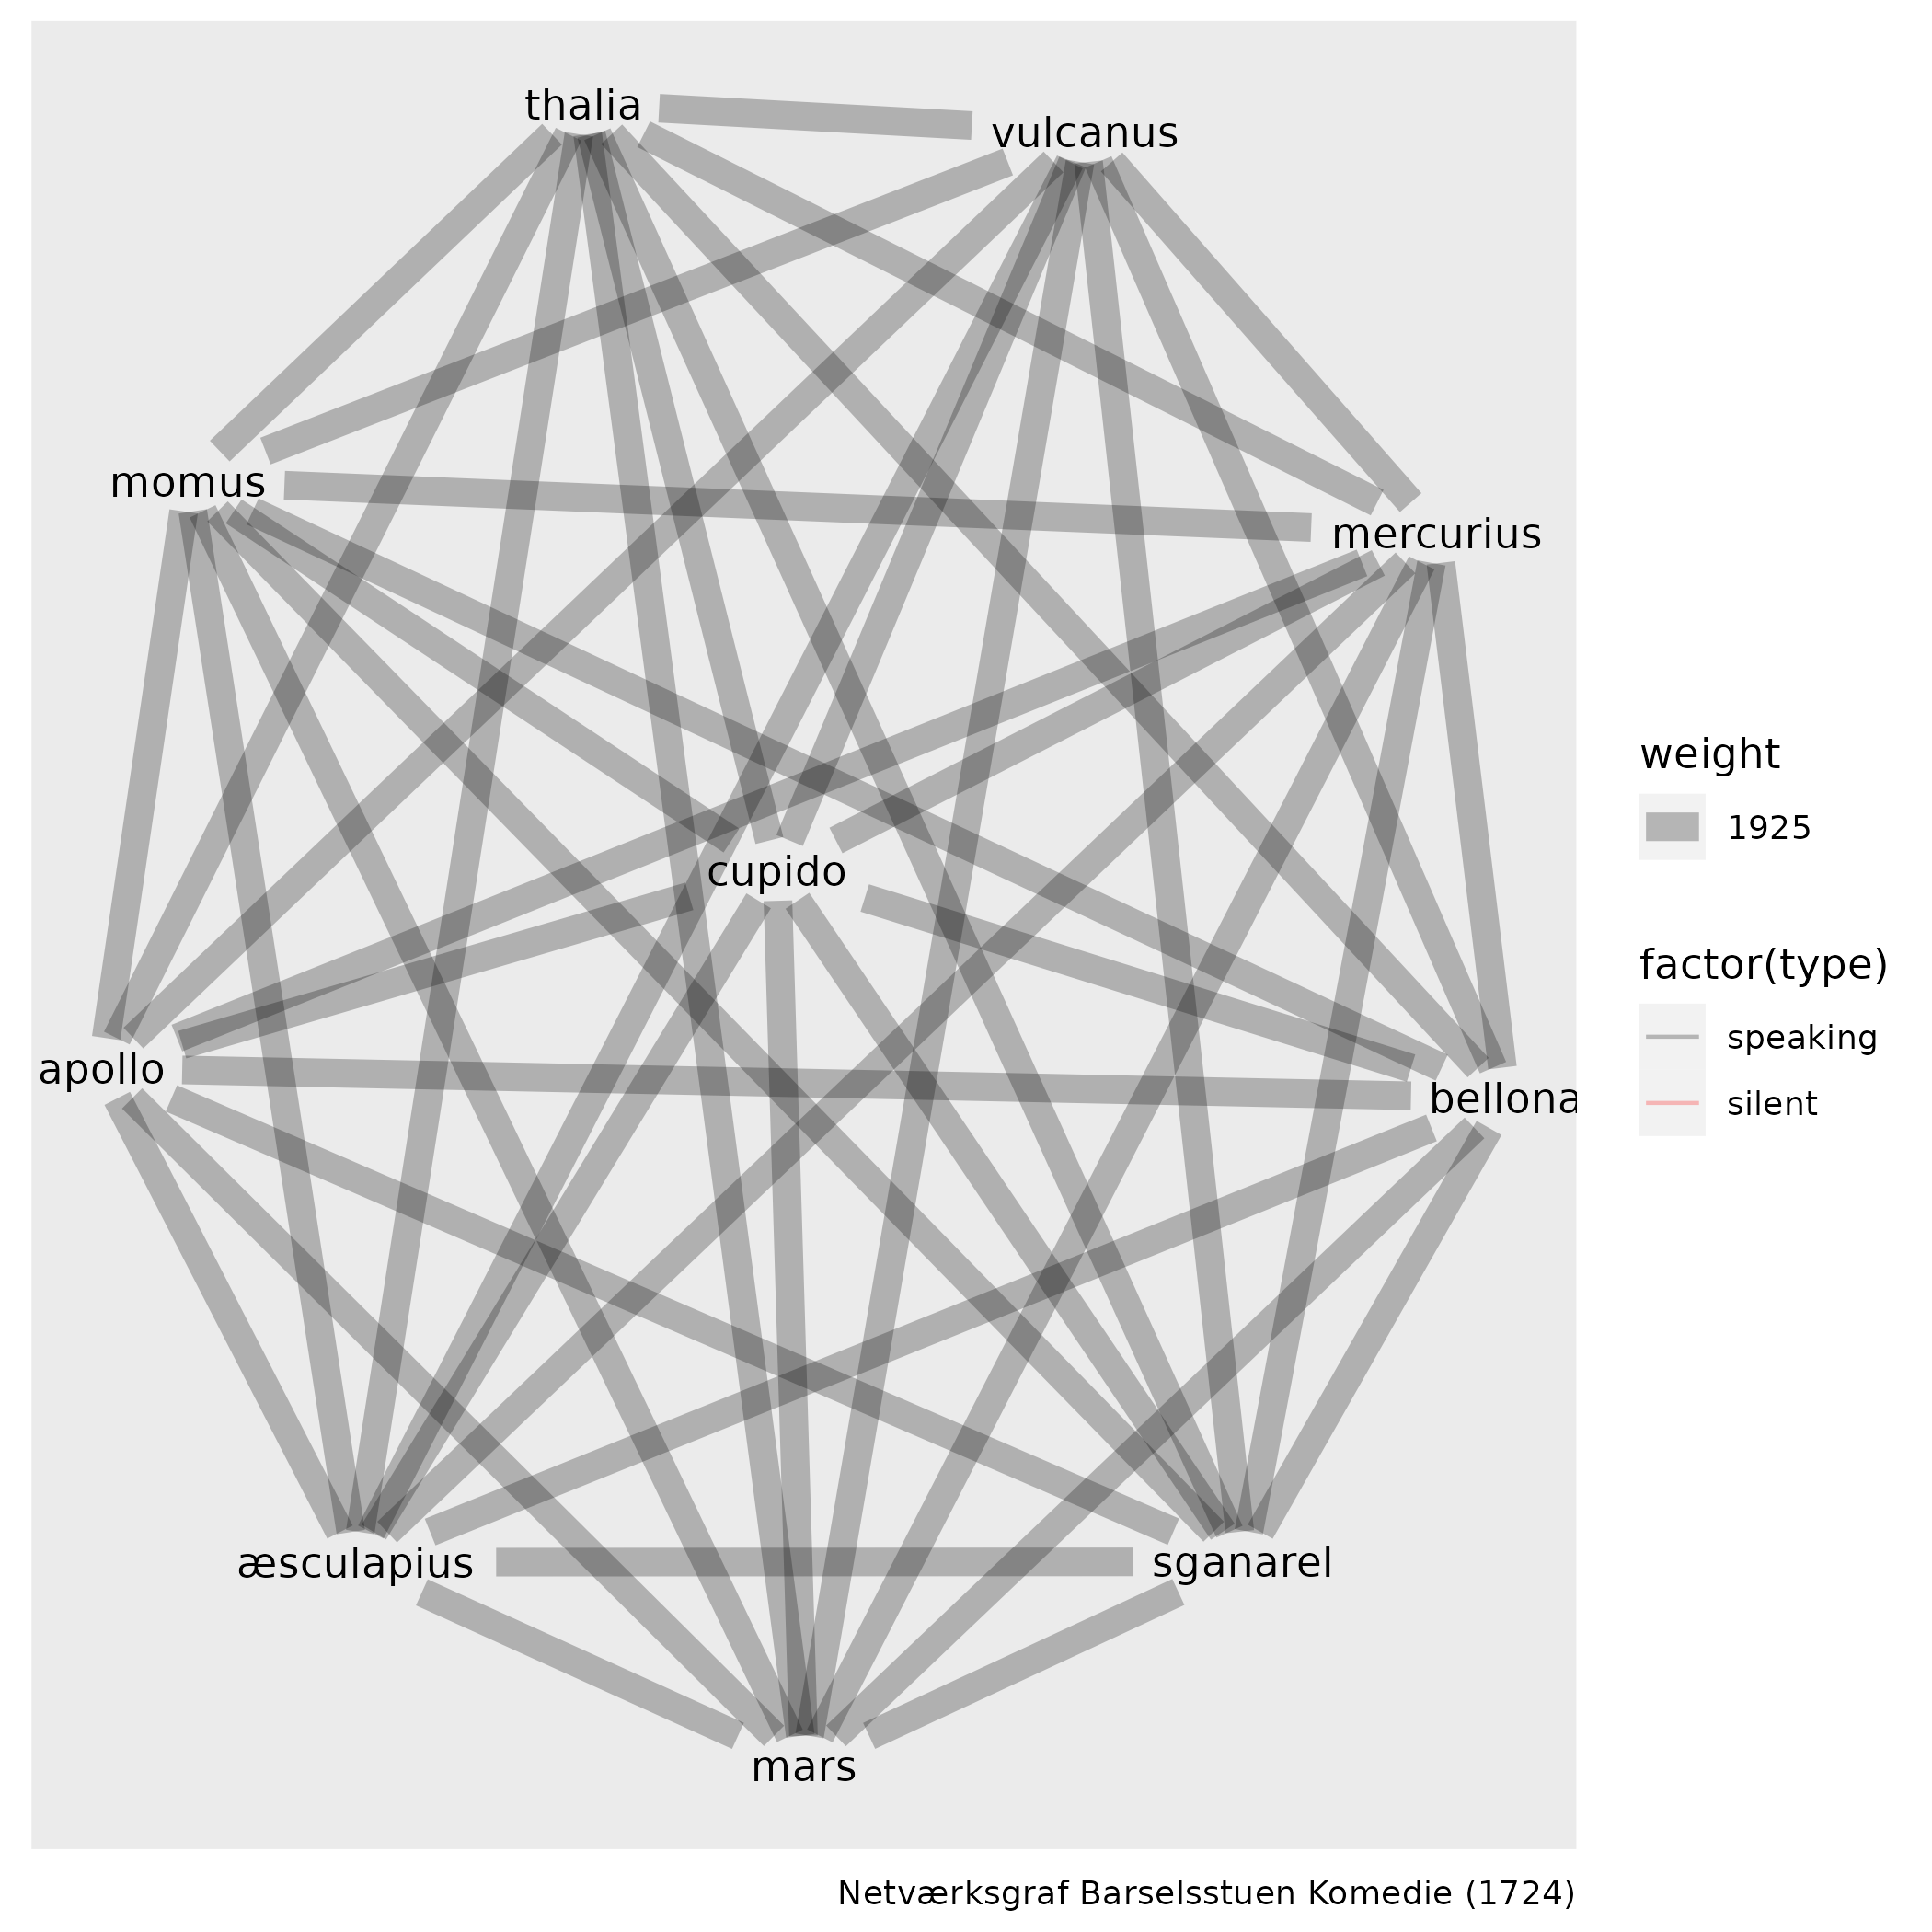 thalia
vulcanus
momus
mercurius
cupido
apollo
bellona
æsculapius
sganarel
mars
weight
1925
factor(type)
speaking
silent
Netværksgraf Barselsstuen Komedie (1724)